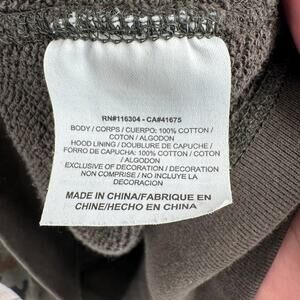 RN#116304 - CA#41675
BODY / CORPS / CUERPO: 100% COTTON /
COTON / ALGODON
HOOD LINING / DOUBLURE DE CAPUCHE /
FORRO DE CAPUCHA: 100% COTTON / COTON
/ ALGODON
EXCLUSIVE OF DECORATION / DECORATION
NON COMPRISE / NO INCLUYE LA
DECORACION
MADE IN CHINA/FABRIQUE EN
CHINE/HECHO EN CHINA